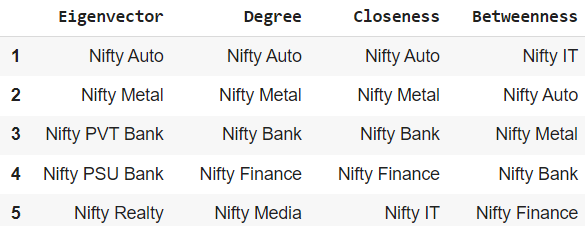 Eigenvector Degree Closeness Betweenness
1 Nifty Auto Nifty Auto Nifty Auto Nifty IT
2 Nifty Metal Nifty Metal Nifty Metal Nifty Auto
3 Nifty PVT Bank Nifty Bank Nifty Bank Nifty Metal
4 Nifty PSU Bank Nifty Finance Nifty Finance Nifty Bank
5 Nifty Realty Nifty Media Nifty IT Nifty Finance